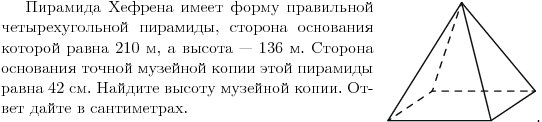 Пирамида Хефрена имеет форму правильной
четырехугольной пирамиды, сторона основания
которой равна 210 м, а высота — 136 м. Сторона
основания точной музейной копии этой пирамиды
равна 42 см. Найдите высоту музейной копии. От-
вет дайте в сантиметрах.